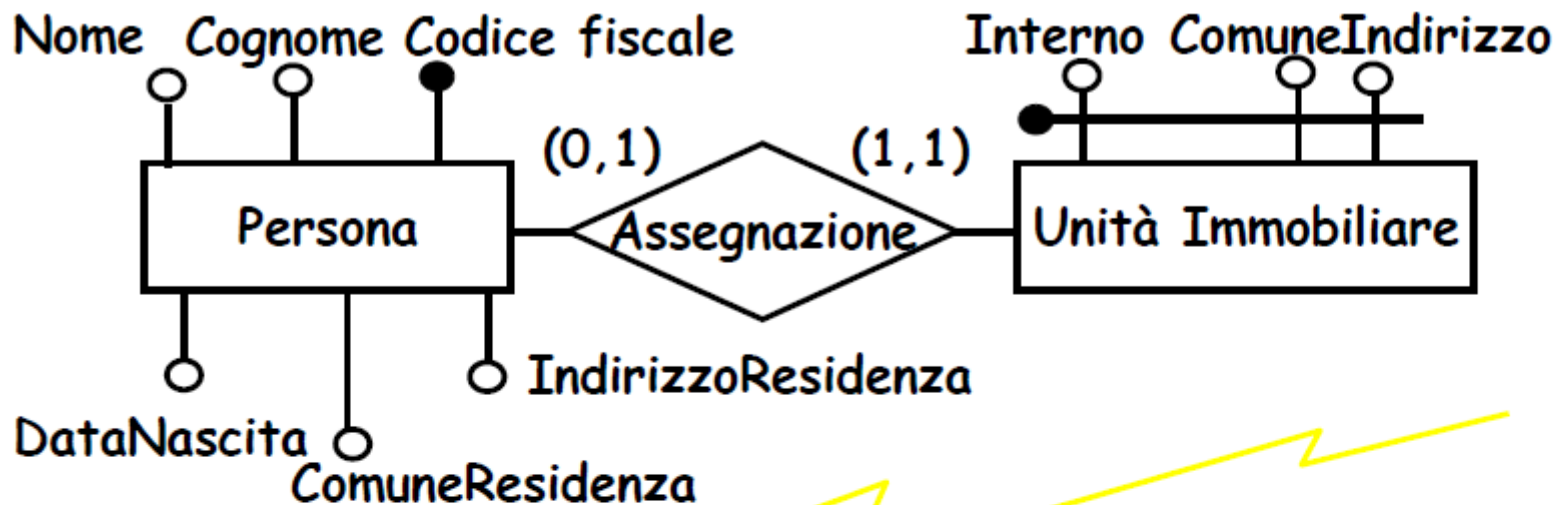 Nome Cognome Codice fiscale
Interno ComuneIndirizzo
(0,1) (1,1)
Persona
Assegnazione
Unità Immobiliare
IndirizzoResidenza
DataNascita
ComuneResidenza